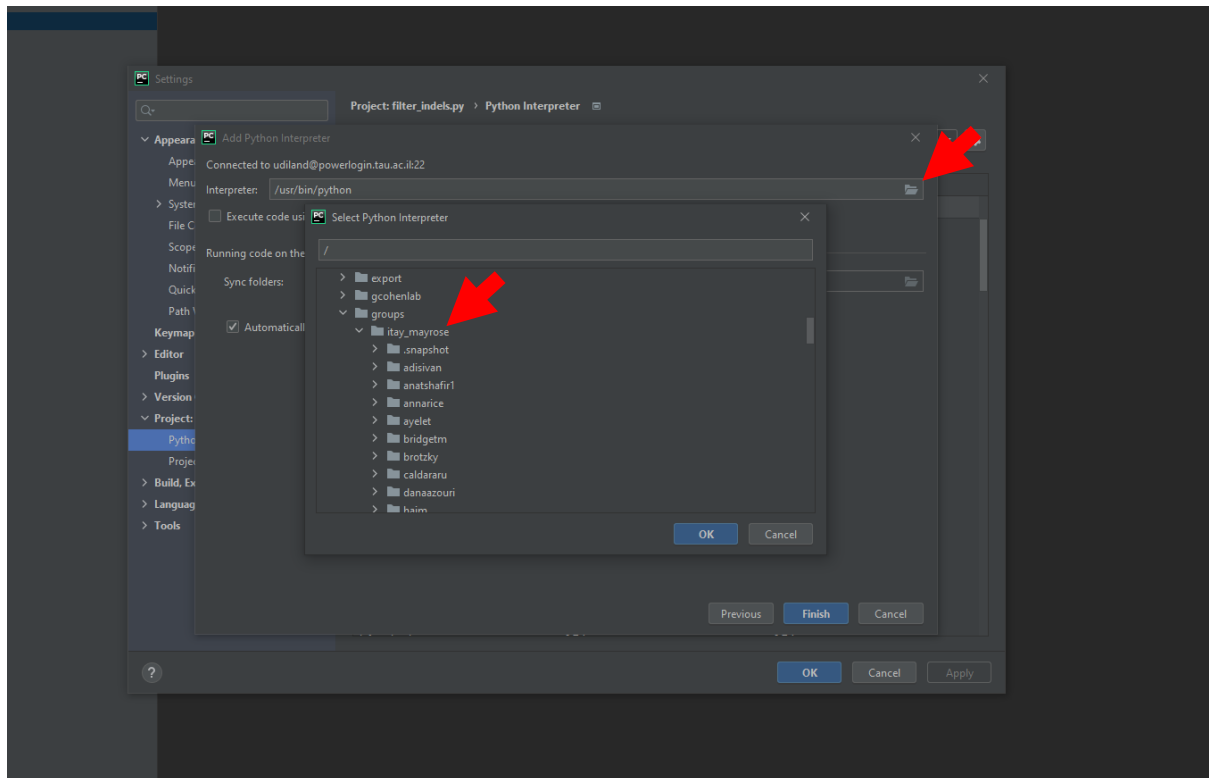 PC Settings
Project: filter_indels.py > Python Interpreter
PC Add Python Interpreter
Connected to udiland@powerlogin.tau.ac.il:22
Interpreter: /usr/bin/python
Execute code usi
Running code on the
Sync folders:
Automaticall
PC Select Python Interpreter
/
export
gcohenlab
groups
itay_mayrose
.snapshot
adisivan
anatshafir1
annarice
ayelet
bridgetm
brotzky
caldararu
danaazouri
haim
OK Cancel
Previous Finish Cancel
Appeara
Appe
Menu
Syste
File C
Scope
Notifi
Quick
Path
Keymap
Editor
Plugins
Version
Project:
Pytho
Projec
Build, Ex
Languag
Tools
? OK Cancel Apply